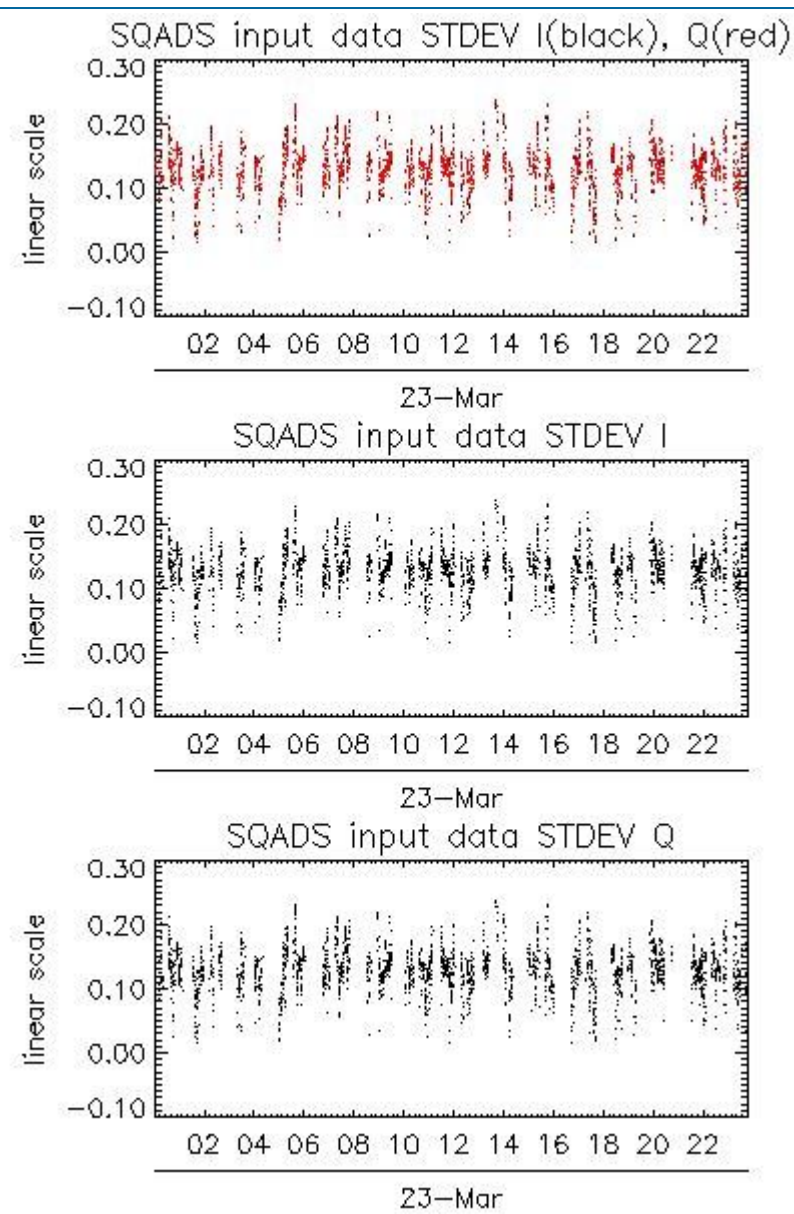 SQADS input data STDEV I(black), Q(red)
0.30
0.20
0.10
0.00
−0.10
linear scale
02 04 06 08 10 12 14 16 18 20 22
23−Mar
SQADS input data STDEV I
0.30
0.20
0.10
0.00
−0.10
linear scale
02 04 06 08 10 12 14 16 18 20 22
23−Mar
SQADS input data STDEV Q
0.30
0.20
0.10
0.00
−0.10
linear scale
02 04 06 08 10 12 14 16 18 20 22
23−Mar